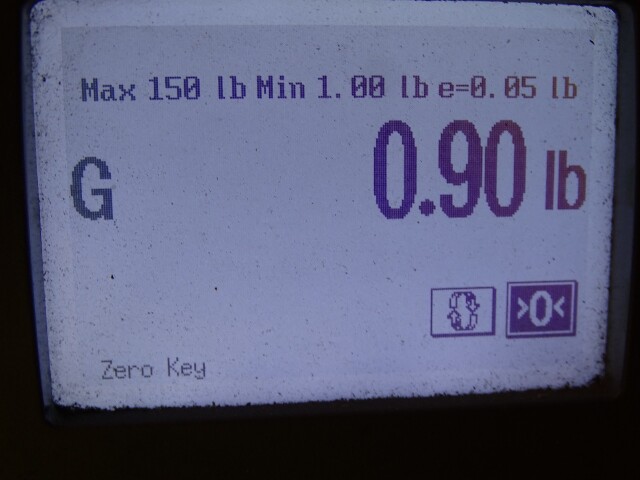 Max 150 lb Min 1.00 lb e=0.05 lb
G 0.90 lb
>0<
Zero Key